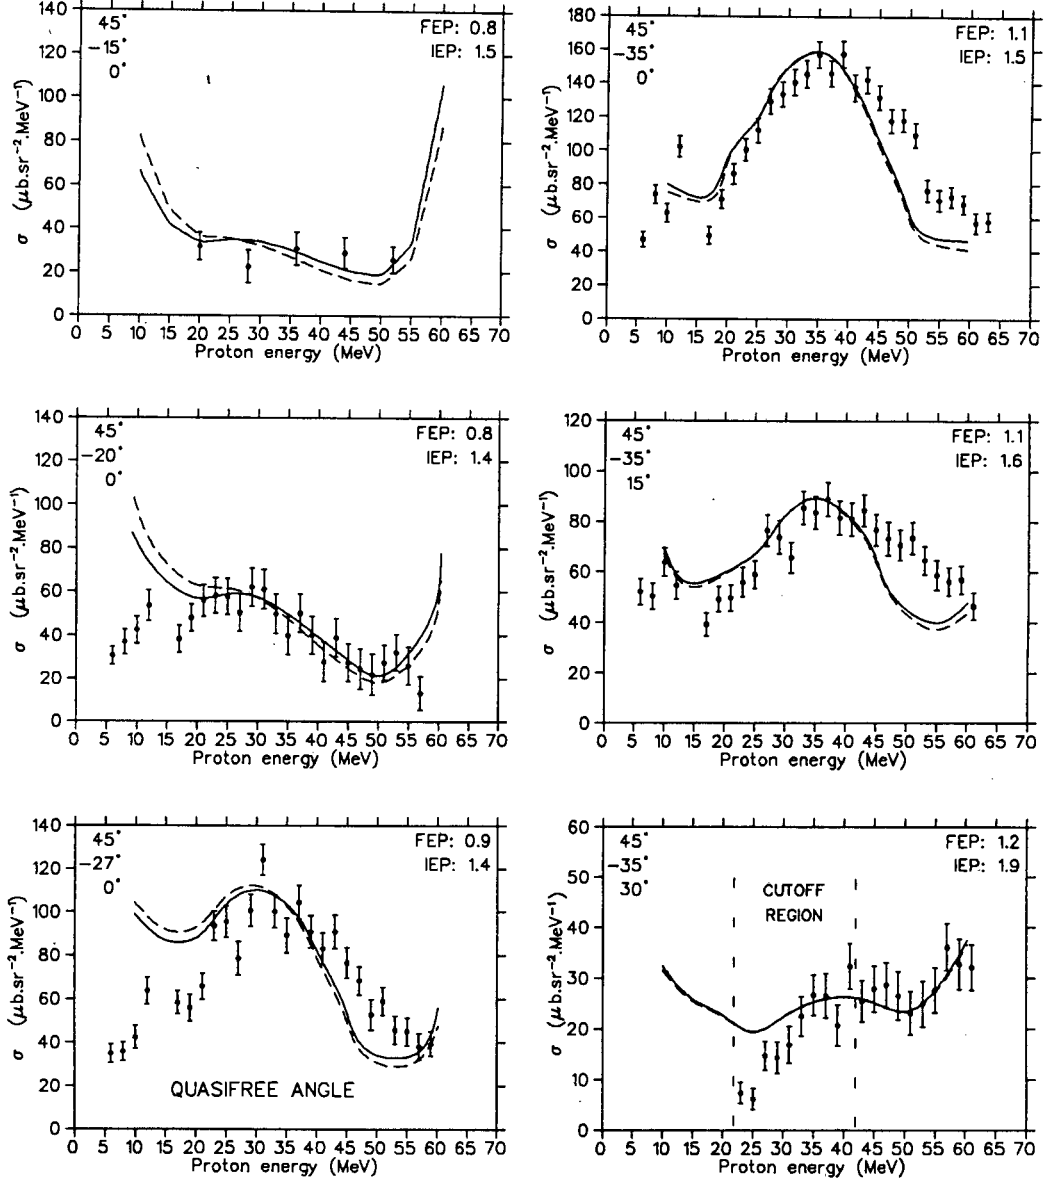 140
120
100
80
60
40
20
0
σ (μb.sr⁻².MeV⁻¹)
45°
−15°
0°
FEP: 0.8
IEP: 1.5
0 5 10 15 20 25 30 35 40 45 50 55 60 65 70
Proton energy (MeV)
180
160
140
120
100
80
60
40
20
0
σ (μb.sr⁻².MeV⁻¹)
45°
−35°
0°
FEP: 1.1
IEP: 1.5
0 5 10 15 20 25 30 35 40 45 50 55 60 65 70
Proton energy (MeV)
140
120
100
80
60
40
20
0
σ (μb.sr⁻².MeV⁻¹)
45°
−20°
0°
FEP: 0.8
IEP: 1.4
0 5 10 15 20 25 30 35 40 45 50 55 60 65 70
Proton energy (MeV)
120
100
80
60
40
20
0
σ (μb.sr⁻².MeV⁻¹)
45°
−35°
15°
FEP: 1.1
IEP: 1.6
0 5 10 15 20 25 30 35 40 45 50 55 60 65 70
Proton energy (MeV)
140
120
100
80
60
40
20
0
σ (μb.sr⁻².MeV⁻¹)
45°
−27°
0°
FEP: 0.9
IEP: 1.4
QUASIFREE ANGLE
0 5 10 15 20 25 30 35 40 45 50 55 60 65 70
Proton energy (MeV)
60
50
40
30
20
10
0
σ (μb.sr⁻².MeV⁻¹)
45°
−35°
30°
FEP: 1.2
IEP: 1.9
CUTOFF
REGION
0 5 10 15 20 25 30 35 40 45 50 55 60 65 70
Proton energy (MeV)